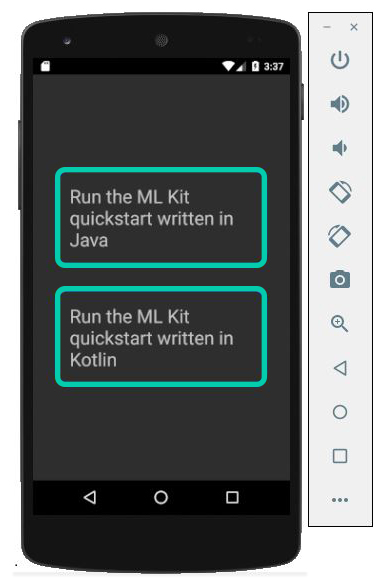 3:37
Run the ML Kit
quickstart written in
Java
Run the ML Kit
quickstart written in
Kotlin